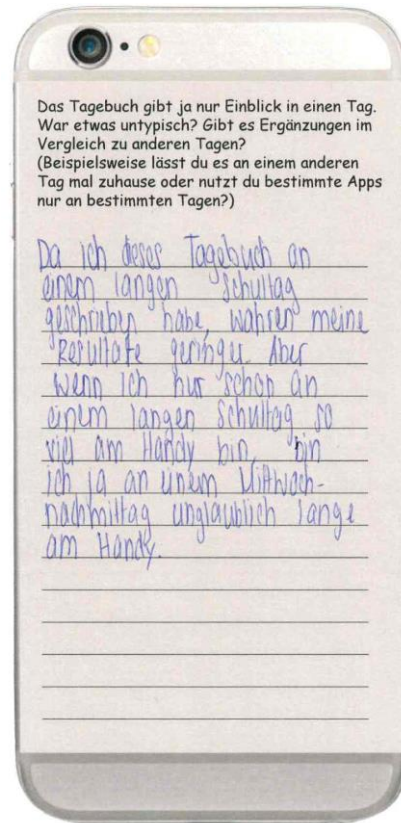 Das Tagebuch gibt ja nur Einblick in einen Tag.
War etwas untypisch? Gibt es Ergänzungen im
Vergleich zu anderen Tagen?
(Beispielsweise lässt du es an einem anderen
Tag mal zuhause oder nutzt du bestimmte Apps
nur an bestimmten Tagen?)
Da ich dieses Tagebuch an
einem langen Schultag
geschrieben habe, wahren meine
Resultate geringer. Aber
wenn ich nur schon an
einem langen Schultag so
viel am Handy bin, bin
ich ja an einem Mittwoch-
nachmittag unglaublich lange
am Handy.